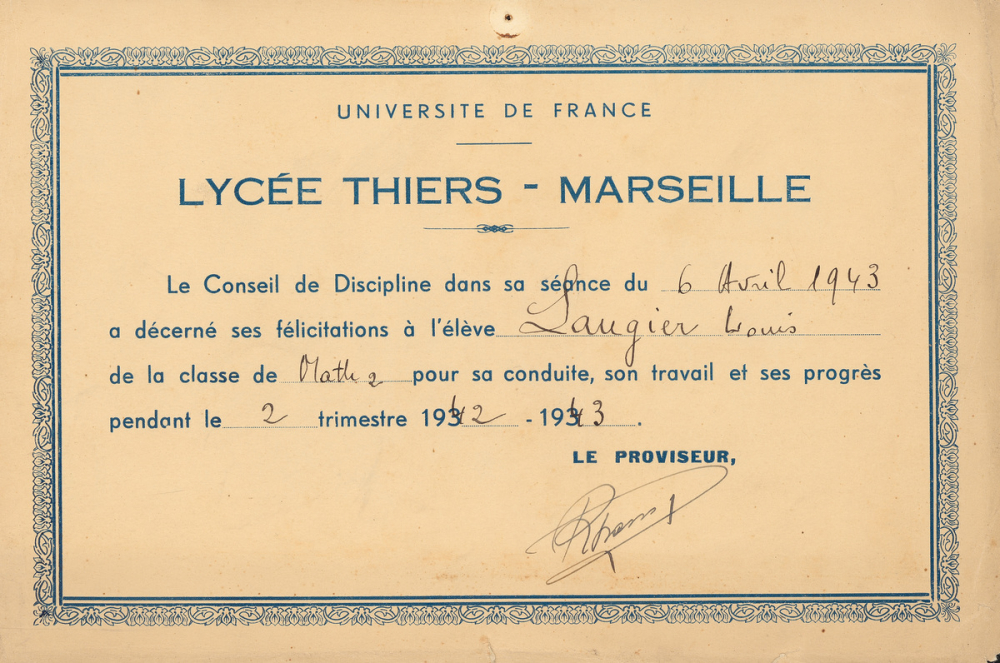 UNIVERSITE DE FRANCE
LYCÉE THIERS - MARSEILLE
Le Conseil de Discipline dans sa séance du 6 Avril 1943
a décerné ses félicitations à l'élève Laugier Louis
de la classe de Math 2 pour sa conduite, son travail et ses progrès
pendant le 2 trimestre 1942 - 1943.
LE PROVISEUR,